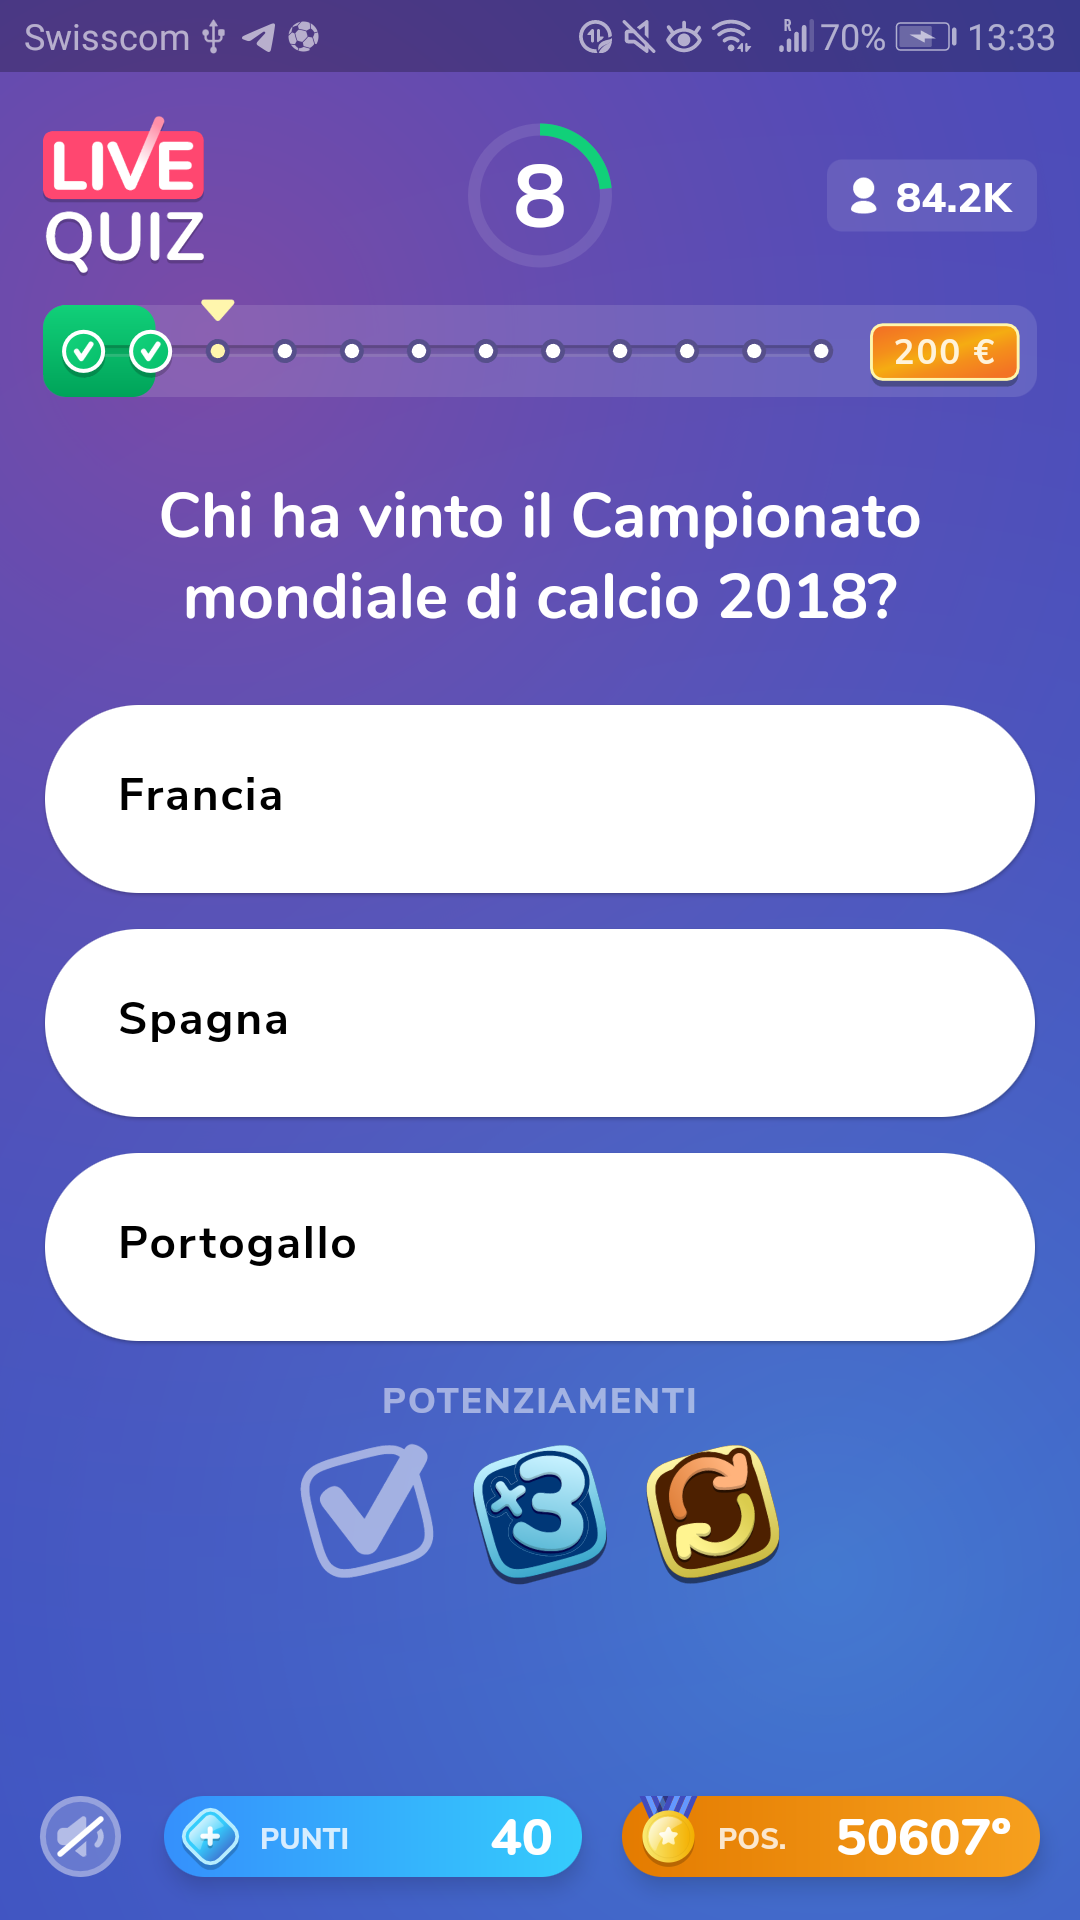 Swisscom 70% 13:33
LIVE
QUIZ
8
84.2K
200 €
Chi ha vinto il Campionato
mondiale di calcio 2018?
Francia
Spagna
Portogallo
POTENZIAMENTI
×3
PUNTI 40
POS. 50607°